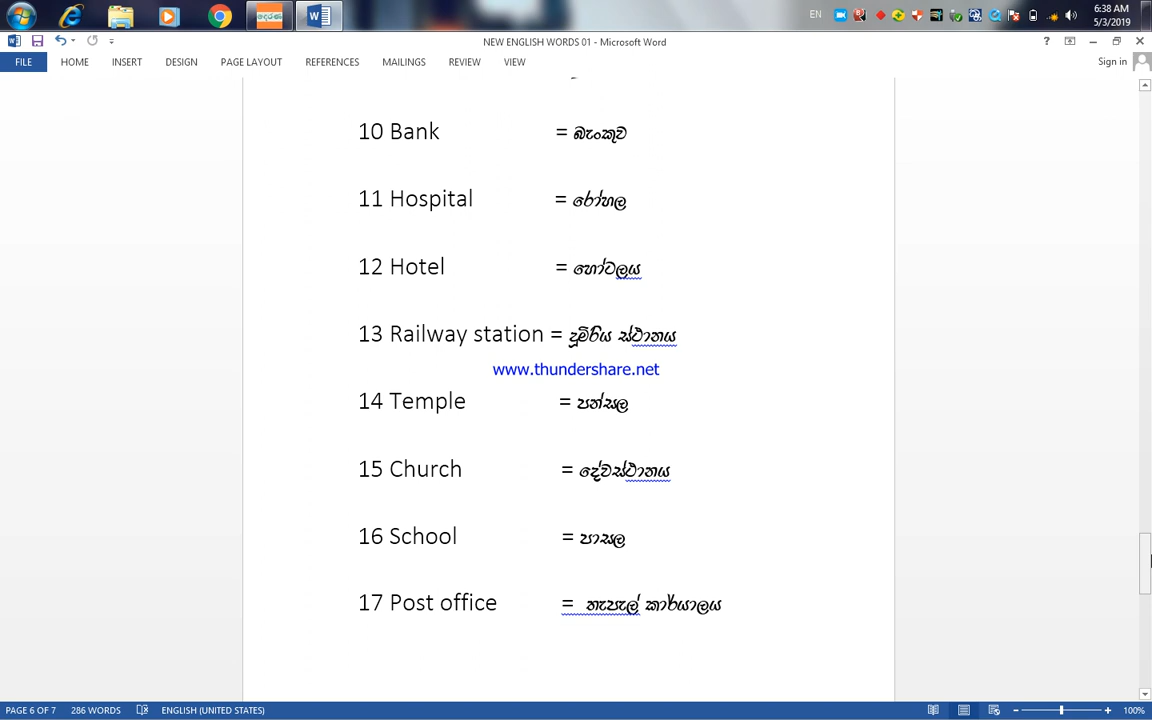 දෙරණ
EN
6:38 AM
5/3/2019
NEW ENGLISH WORDS 01 - Microsoft Word
FILE HOME INSERT DESIGN PAGE LAYOUT REFERENCES MAILINGS REVIEW VIEW Sign in
10 Bank = බැංකුව
11 Hospital = රෝහල
12 Hotel = හෝටලය
13 Railway station = දුම්රිය ස්ථානය
www.thundershare.net
14 Temple = පන්සල
15 Church = දේවස්ථානය
16 School = පාසල
17 Post office = තැපැල් කාර්යාලය
PAGE 6 OF 7 286 WORDS ENGLISH (UNITED STATES) 100%